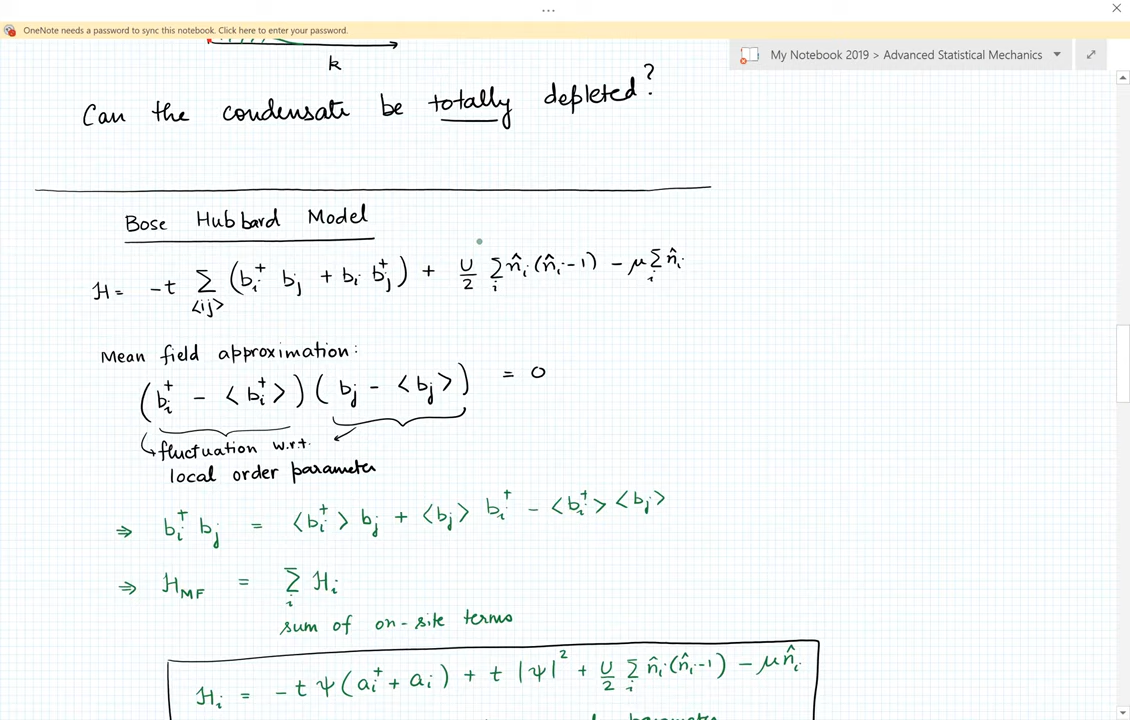 OneNote needs a password to sync this notebook. Click here to enter your password.
My Notebook 2019 > Advanced Statistical Mechanics
k
Can the condensate be totally depleted?
Bose Hubbard Model
H = -t Σ_<ij> (b_i^† b_j + b_i b_j^†) + U/2 Σ_i n̂_i (n̂_i - 1) - μ Σ_i n̂_i
Mean field approximation:
(b_i^† - <b_i^†>) (b_j - <b_j>) = 0
fluctuation w.r.t.
local order parameter
⇒ b_i^† b_j = <b_i^†> b_j + <b_j> b_i^† - <b_i^†> <b_j>
⇒ H_MF = Σ_i H_i
sum of on-site terms
H_i = -t ψ (a_i^† + a_i) + t |ψ|^2 + U/2 Σ_i n̂_i (n̂_i - 1) - μ n̂_i